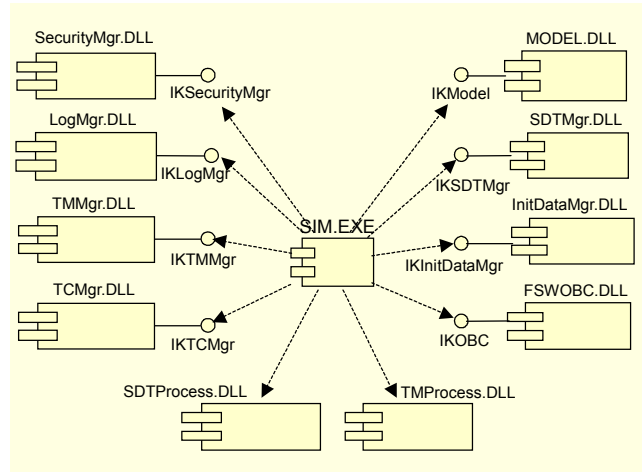 SecurityMgr.DLL
MODEL.DLL
IKSecurityMgr
IKModel
LogMgr.DLL
SDTMgr.DLL
IKLogMgr
IKSDTMgr
TMMgr.DLL
SIM.EXE
InitDataMgr.DLL
IKTMMgr
IKInitDataMgr
TCMgr.DLL
FSWOBC.DLL
IKTCMgr
IKOBC
SDTProcess.DLL
TMProcess.DLL